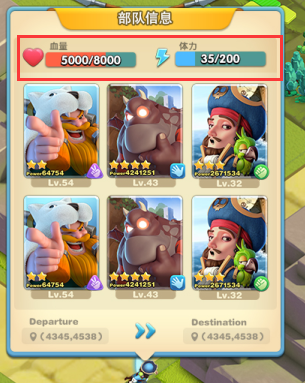 部队信息
血量 体力
5000/8000 35/200
Power64754 Power4241251 Power2671534
Lv.54 Lv.43 Lv.32
Power64754 Power4241251 Power2671534
Lv.54 Lv.43 Lv.32
Departure Destination
(4345,4538) (4345,4538)